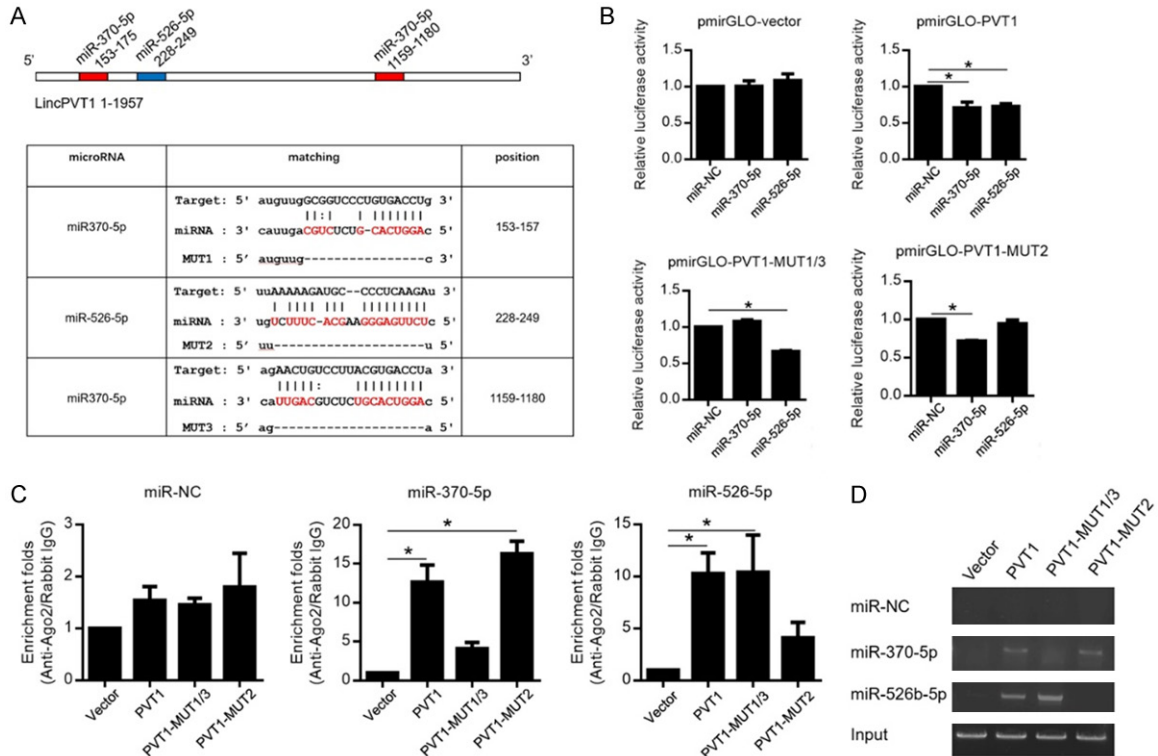 A
miR-370-5p
153-175
miR-526-5p
228-249
miR-370-5p
1159-1180
5'
3'
LincPVT1 1-1957
microRNA matching position
Target: 5' auguugGCGGUCCCUGUGACCUg 3'
||:| | |||||||
miR370-5p miRNA : 3' cauugaCGUCUCUG-CACUGGAc 5' 153-157
MUT1 : 5' auguug----------------c 3'
Target: 5' uuAAAAAGAUGC--CCCUCAAGAu 3'
miR-526-5p miRNA : 3' ugUCUUUC-ACGAAGGGAGUUCUc 5' 228-249
MUT2 : 5' uu---------------------u 5'
Target: 5' agAACUGUCCUUACGUGACCUa 3'
miR370-5p miRNA : 3' caUUGACGUCUCUGCACUGGAc 5' 1159-1180
MUT3 : 5' ag-------------------a 5'
B
pmirGLO-vector
Relative luciferase activity
1.5
1.0
0.5
0.0
miR-NC
miR-370-5p
miR-526-5p
pmirGLO-PVT1
Relative luciferase activity
1.5
1.0
0.5
0.0
* *
miR-NC
miR-370-5p
miR-526-5p
pmirGLO-PVT1-MUT1/3
Relative luciferase activity
1.5
1.0
0.5
0.0
*
miR-NC
miR-370-5p
miR-526-5p
pmirGLO-PVT1-MUT2
Relative luciferase activity
1.5
1.0
0.5
0.0
*
miR-NC
miR-370-5p
miR-526-5p
C
miR-NC
Enrichment folds
(Anti-Ago2/Rabbit IgG)
3
2
1
0
Vector
PVT1
PVT1-MUT1/3
PVT1-MUT2
miR-370-5p
Enrichment folds
(Anti-Ago2/Rabbit IgG)
20
15
10
5
0
*
*
Vector
PVT1
PVT1-MUT1/3
PVT1-MUT2
miR-526-5p
Enrichment folds
(Anti-Ago2/Rabbit IgG)
15
10
5
0
*
*
Vector
PVT1
PVT1-MUT1/3
PVT1-MUT2
D
Vector
PVT1
PVT1-MUT1/3
PVT1-MUT2
miR-NC
miR-370-5p
miR-526b-5p
Input